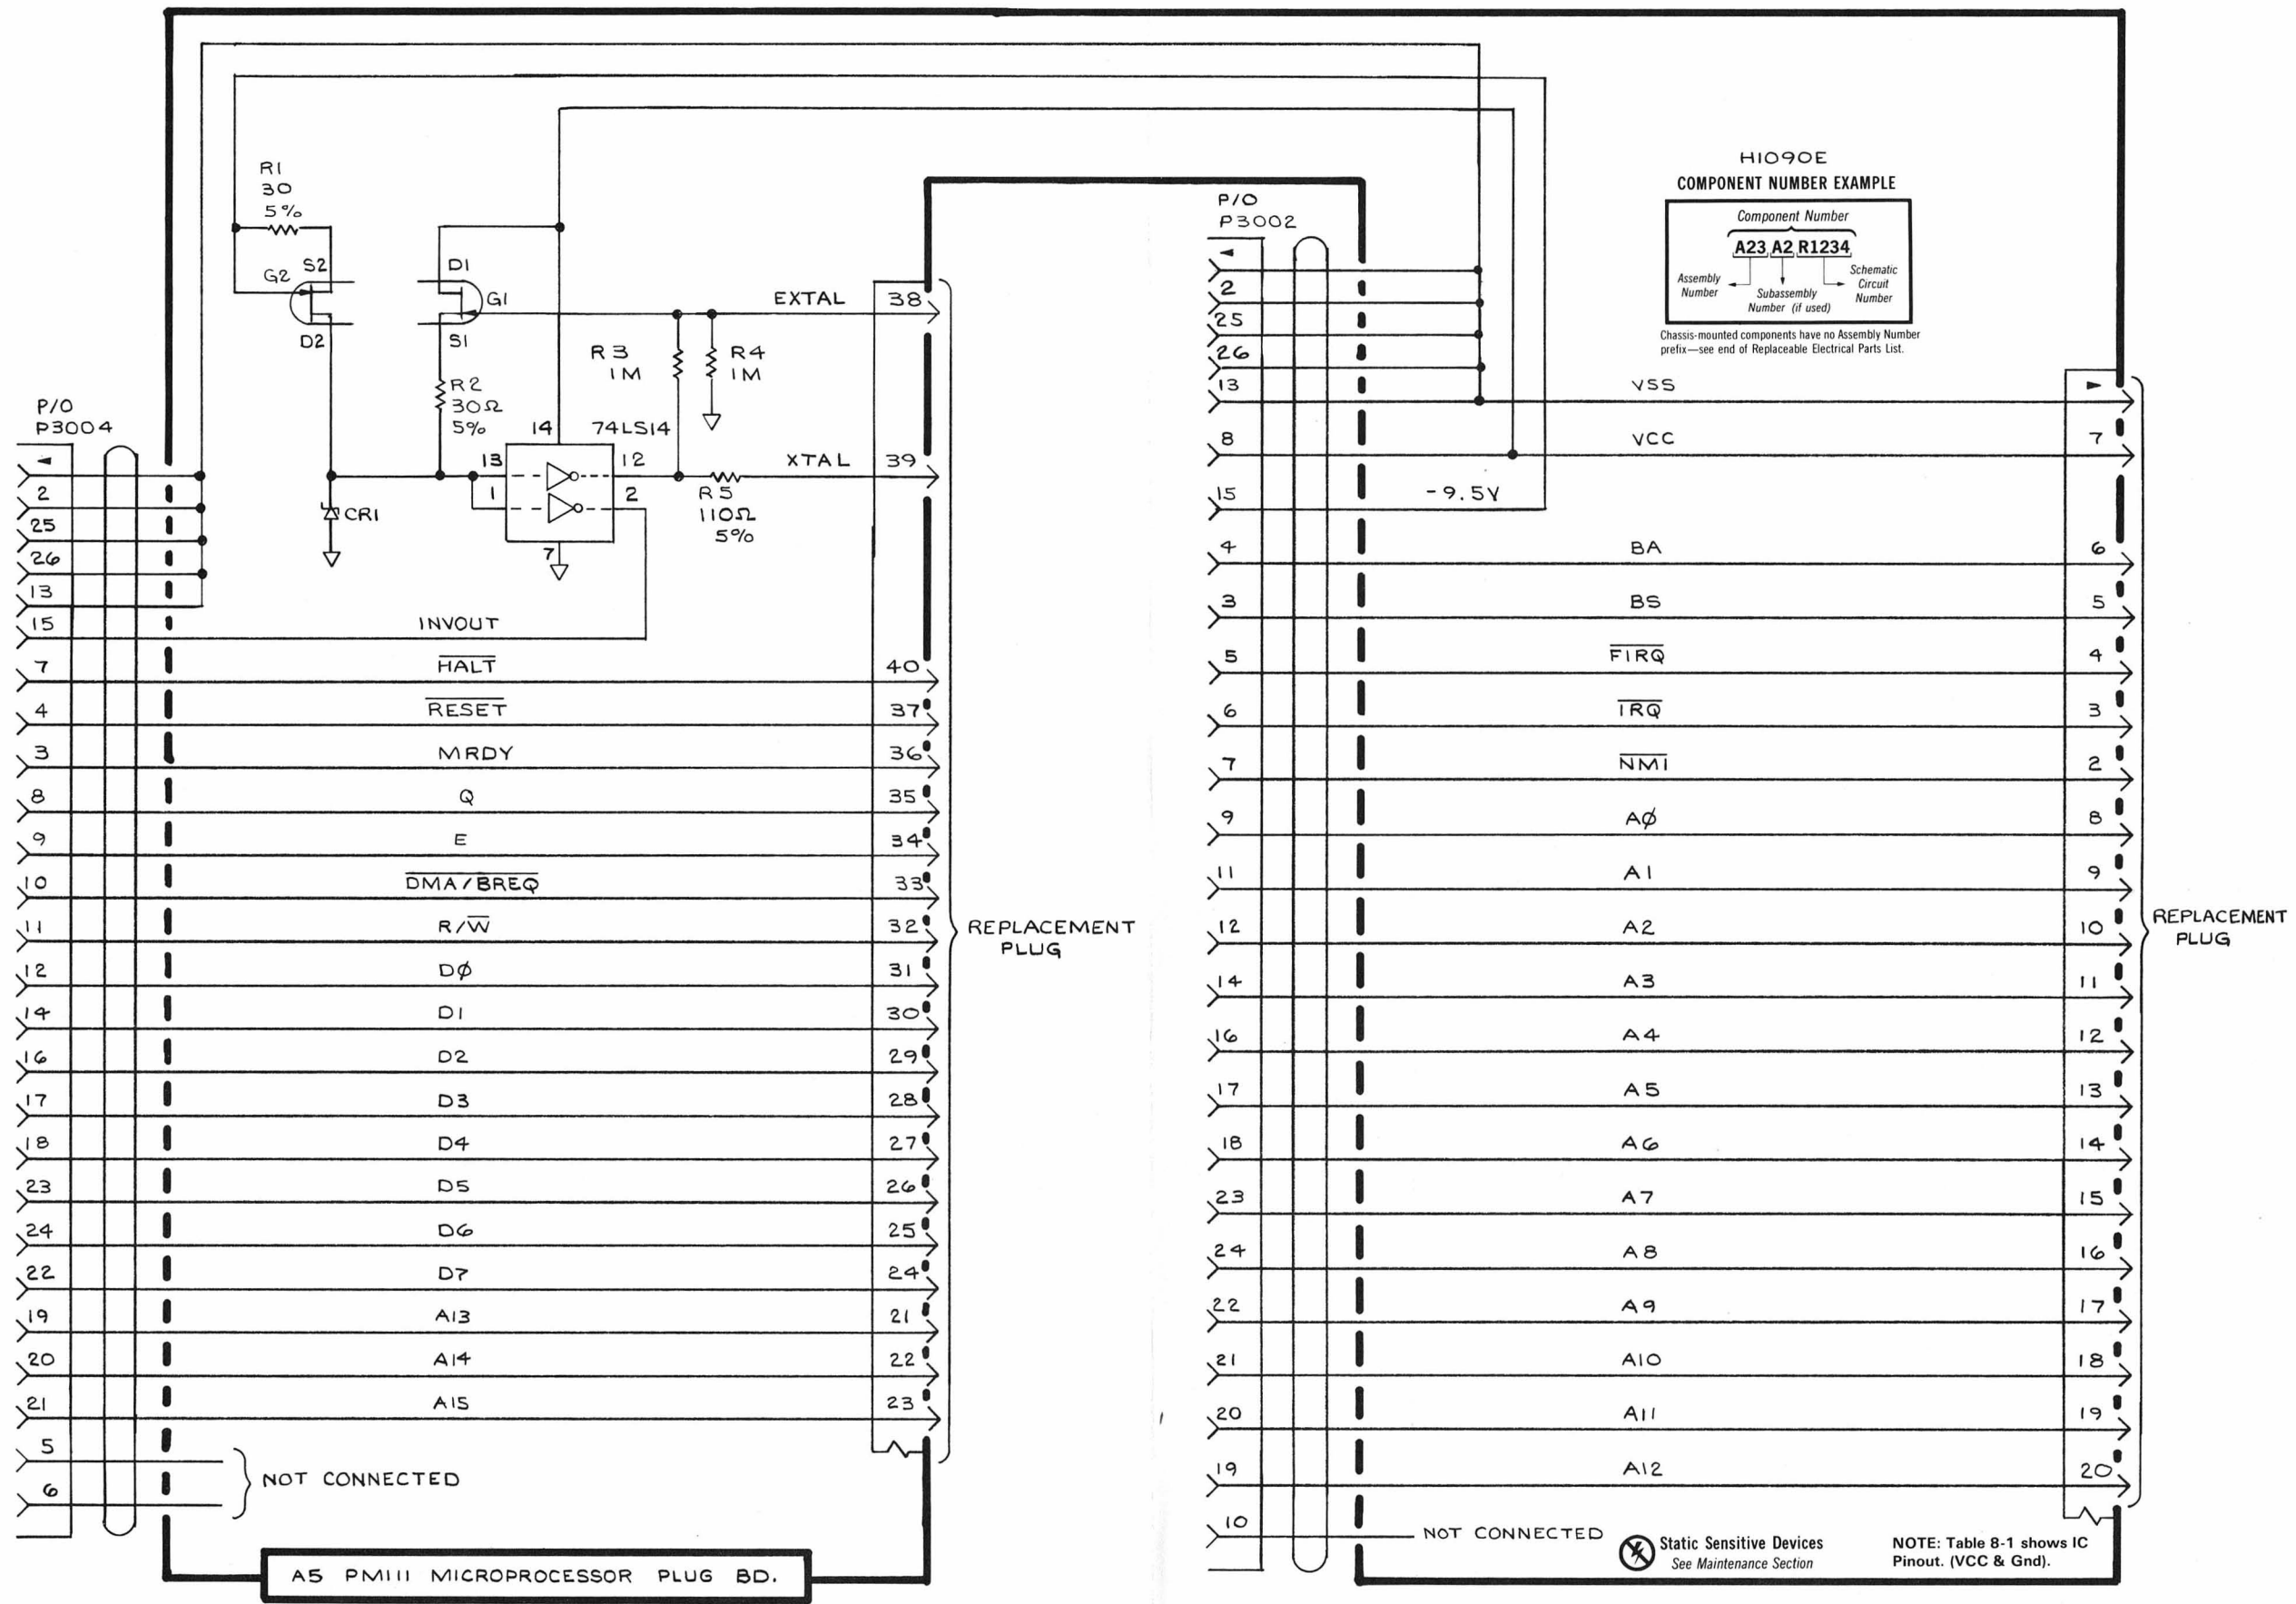 R1
30
5%
S2
G2
D2
D1
G1
S1
EXTAL
38
R3
1M
R4
1M
R2
30Ω
5%
14
74LS14
13
12
XTAL
39
1
2
R5
110Ω
5%
CR1
7
P/O
P3004
2
25
26
13
15
INVOUT
7
H̅A̅L̅T̅
40
4
R̅E̅S̅E̅T̅
37
3
MRDY
36
8
Q
35
9
E
34
10
D̅M̅A̅/̅B̅R̅E̅Q̅
33
11
R/W̅
32
12
DØ
31
14
D1
30
16
D2
29
17
D3
28
18
D4
27
23
D5
26
24
D6
25
22
D7
24
19
A13
21
20
A14
22
21
A15
23
5
6
NOT CONNECTED
REPLACEMENT
PLUG
A5 PM111 MICROPROCESSOR PLUG BD.
P/O
P3002
2
25
26
13
VSS
8
VCC
7
15
-9.5V
4
BA
6
3
BS
5
5
F̅I̅R̅Q̅
4
6
I̅R̅Q̅
3
7
N̅M̅I̅
2
9
AØ
8
11
A1
9
12
A2
10
14
A3
11
16
A4
12
17
A5
13
18
A6
14
23
A7
15
24
A8
16
22
A9
17
21
A10
18
20
A11
19
19
A12
20
10
NOT CONNECTED
REPLACEMENT
PLUG
H1090E
COMPONENT NUMBER EXAMPLE
Component Number
A23 A2 R1234
Assembly
Number
Subassembly
Number (if used)
Schematic
Circuit
Number
Chassis-mounted components have no Assembly Number
prefix—see end of Replaceable Electrical Parts List.
Static Sensitive Devices
See Maintenance Section
NOTE: Table 8-1 shows IC
Pinout. (VCC & Gnd).